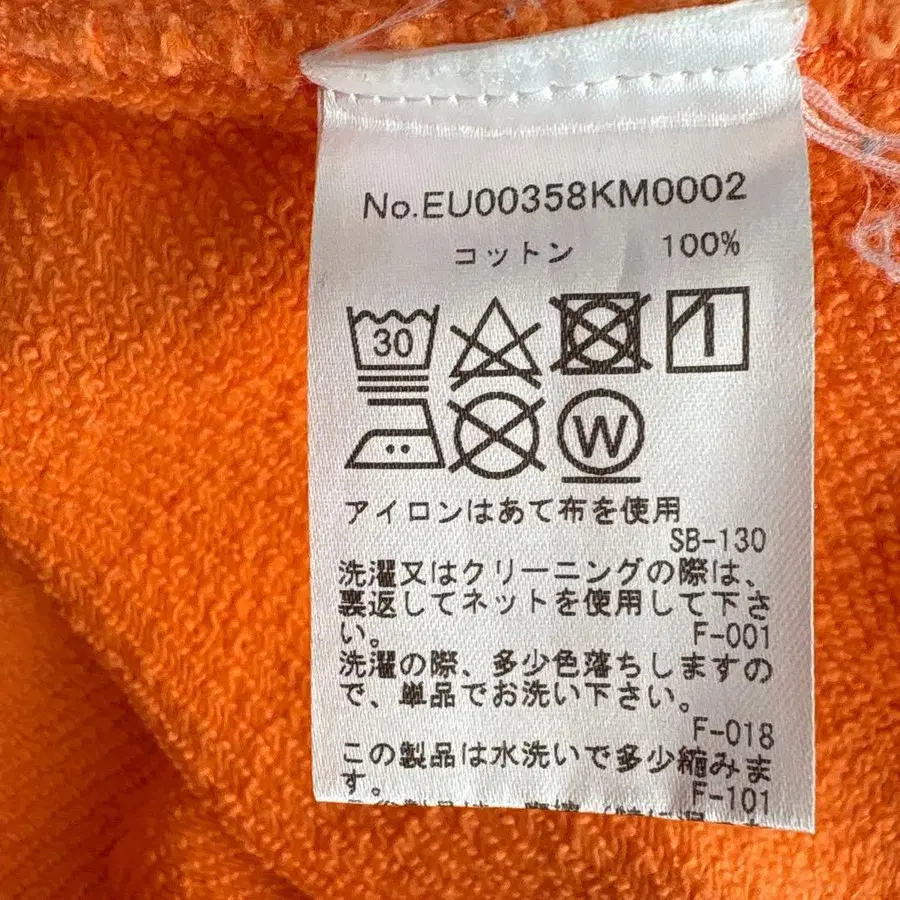 No.EU00358KM0002
コットン 100%
30
W
アイロンはあて布を使用
SB-130
洗濯又はクリーニングの際は、
裏返してネットを使用して下さ
い。 F-001
洗濯の際、多少色落ちしますの
で、単品でお洗い下さい。
F-018
この製品は水洗いで多少縮みま
す。 F-101